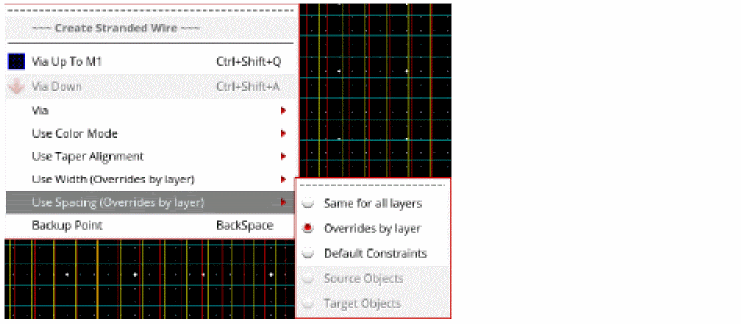 ~~~ Create Stranded Wire ~~~
Via Up To M1 Ctrl+Shift+Q
Via Down Ctrl+Shift+A
Via
Use Color Mode
Use Taper Alignment
Use Width (Overrides by layer)
Use Spacing (Overrides by layer)
Backup Point BackSpace
Same for all layers
Overrides by layer
Default Constraints
Source Objects
Target Objects